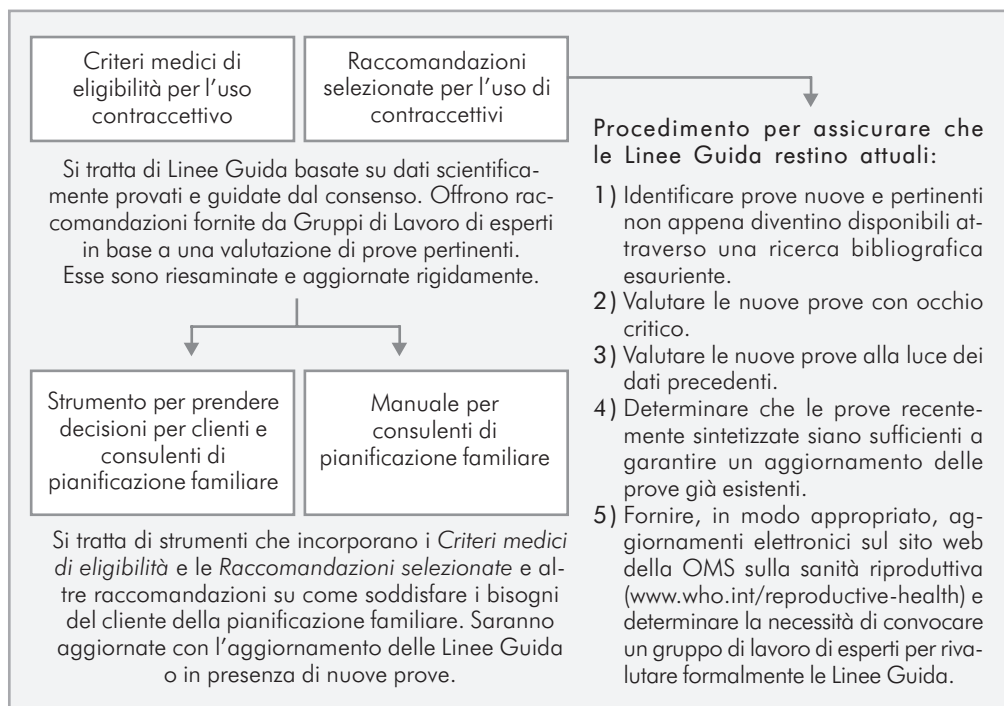 Criteri medici di
eligibilità per l'uso
contraccettivo
Raccomandazioni
selezionate per l'uso di
contraccettivi
Si tratta di Linee Guida basate su dati scientifica-
mente provati e guidate dal consenso. Offrono rac-
comandazioni fornite da Gruppi di Lavoro di esperti
in base a una valutazione di prove pertinenti.
Esse sono riesaminate e aggiornate rigidamente.
Strumento per prendere
decisioni per clienti e
consulenti di
pianificazione familiare
Manuale per
consulenti di
pianificazione familiare
Si tratta di strumenti che incorporano i Criteri medici
di eligibilità e le Raccomandazioni selezionate e al-
tre raccomandazioni su come soddisfare i bisogni
del cliente della pianificazione familiare. Saranno
aggiornate con l'aggiornamento delle Linee Guida
o in presenza di nuove prove.
Procedimento per assicurare che
le Linee Guida restino attuali:
1) Identificare prove nuove e pertinenti
non appena diventino disponibili at-
traverso una ricerca bibliografica
esauriente.
2) Valutare le nuove prove con occhio
critico.
3) Valutare le nuove prove alla luce dei
dati precedenti.
4) Determinare che le prove recente-
mente sintetizzate siano sufficienti a
garantire un aggiornamento delle
prove già esistenti.
5) Fornire, in modo appropriato, ag-
giornamenti elettronici sul sito web
della OMS sulla sanità riproduttiva
(www.who.int/reproductive-health) e
determinare la necessità di convocare
un gruppo di lavoro di esperti per riva-
lutare formalmente le Linee Guida.